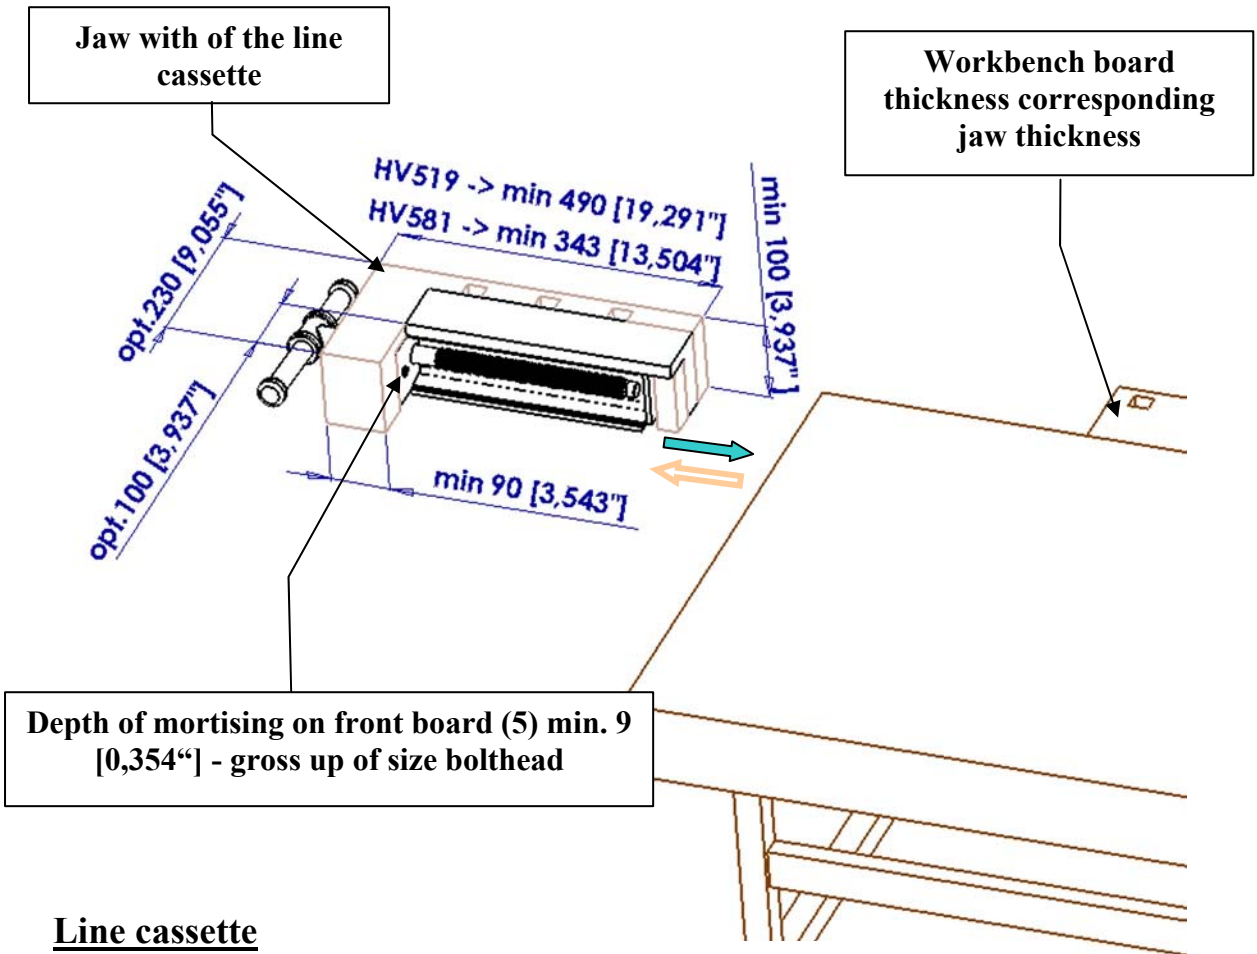 Jaw with of the line
cassette
Workbench board
thickness corresponding
jaw thickness
HV519 -> min 490 [19,291"]
HV581 -> min 343 [13,504"]
min 100 [3,937"]
opt.230 [9,055"]
opt.100 [3,937"]
min 90 [3,543"]
Depth of mortising on front board (5) min. 9
[0,354“] - gross up of size bolthead
Line cassette